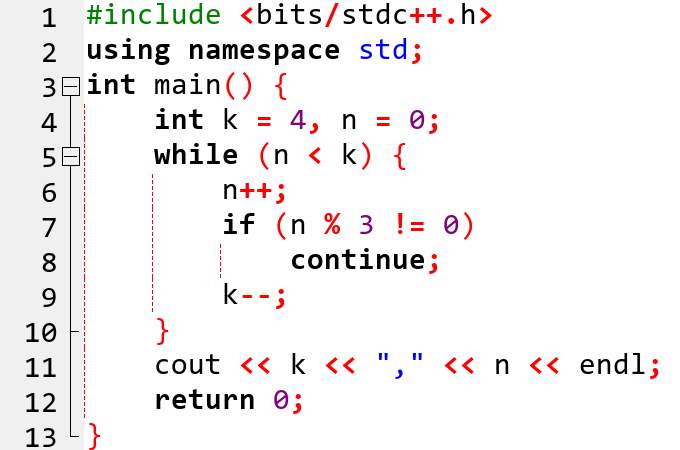 1 #include <bits/stdc++.h>
2 using namespace std;
3 int main() {
4     int k = 4, n = 0;
5     while (n < k) {
6         n++;
7         if (n % 3 != 0)
8             continue;
9         k--;
10     }
11     cout << k << "," << n << endl;
12     return 0;
13 }